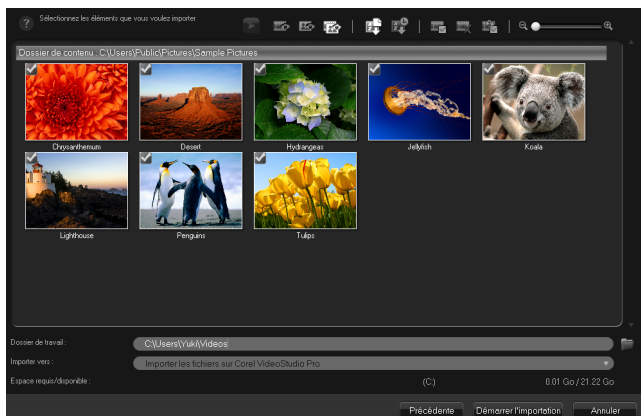 Sélectionnez les éléments que vous voulez importer
Dossier de contenu : C:\Users\Public\Pictures\Sample Pictures
Chrysanthemum
Desert
Hydrangeas
Jellyfish
Koala
Lighthouse
Penguins
Tulips
Dossier de travail :
C:\Users\Yuki\Videos
Importer vers :
Importer les fichiers sur Corel VideoStudio Pro
Espace requis/disponible :
(C:)
0.01 Go / 21.22 Go
Précédente
Démarrer l'importation
Annuler